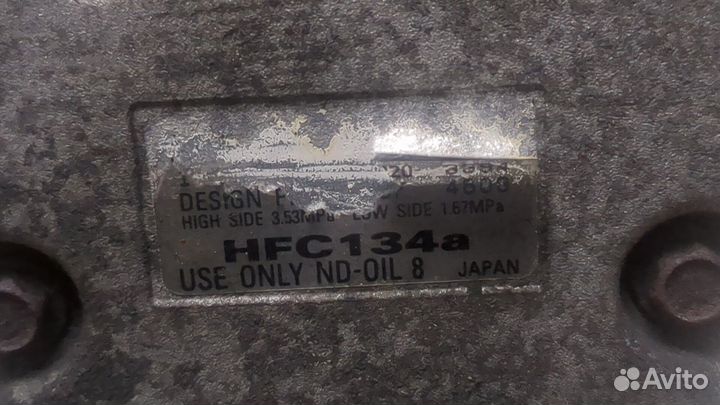 20
DESIGN 4600
HIGH SIDE 3.53MPa LOW SIDE 1.67MPa
HFC134a
USE ONLY ND-OIL 8 JAPAN
Avito